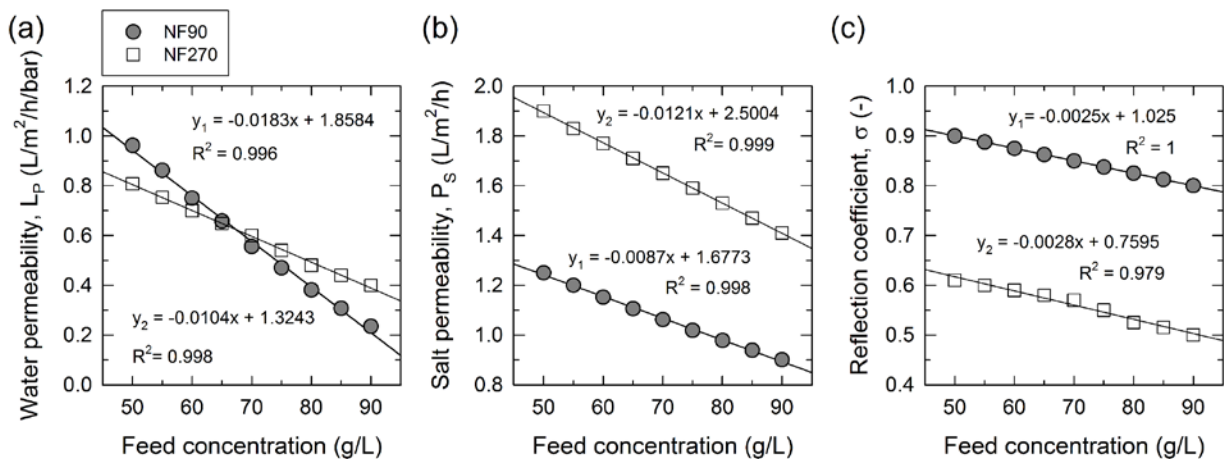 (a)
NF90
NF270
(b)
(c)
Water permeability, L_P (L/m²/h/bar)
1.2
1.0
0.8
0.6
0.4
0.2
0.0
y₁ = -0.0183x + 1.8584
R² = 0.996
y₂ = -0.0104x + 1.3243
R²= 0.998
50 60 70 80 90
Feed concentration (g/L)
Salt permeability, P_S (L/m²/h)
2.0
1.8
1.6
1.4
1.2
1.0
0.8
y₂ = -0.0121x + 2.5004
R²= 0.999
y₁ = -0.0087x + 1.6773
R² = 0.998
50 60 70 80 90
Feed concentration (g/L)
Reflection coefficient, σ (-)
1.0
0.9
0.8
0.7
0.6
0.5
0.4
y₁= -0.0025x + 1.025
R² = 1
y₂ = -0.0028x + 0.7595
R² = 0.979
50 60 70 80 90
Feed concentration (g/L)